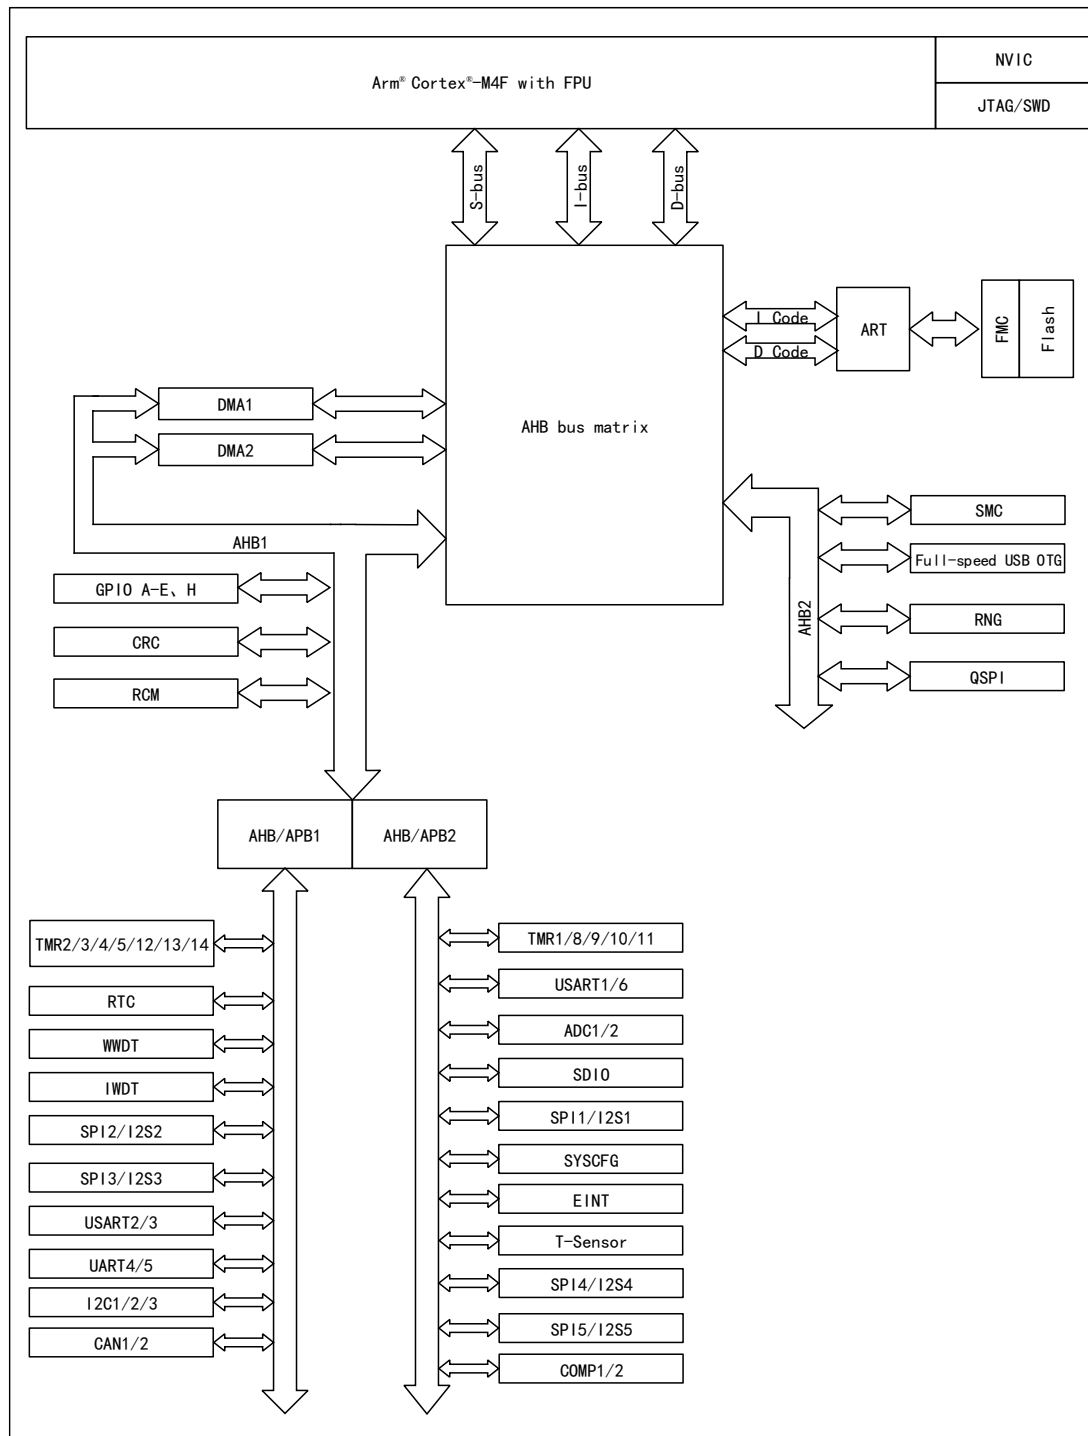 Arm® Cortex®-M4F with FPU
NVIC
JTAG/SWD
S-bus
I-bus
D-bus
I Code
D Code
ART
FMC
Flash
DMA1
DMA2
AHB bus matrix
AHB1
SMC
Full-speed USB OTG
AHB2
RNG
QSPI
GPIO A-E、H
CRC
RCM
AHB/APB1
AHB/APB2
TMR2/3/4/5/12/13/14
RTC
WWDT
IWDT
SPI2/I2S2
SPI3/I2S3
USART2/3
UART4/5
I2C1/2/3
CAN1/2
TMR1/8/9/10/11
USART1/6
ADC1/2
SDIO
SPI1/I2S1
SYSCFG
EINT
T-Sensor
SPI4/I2S4
SPI5/I2S5
COMP1/2